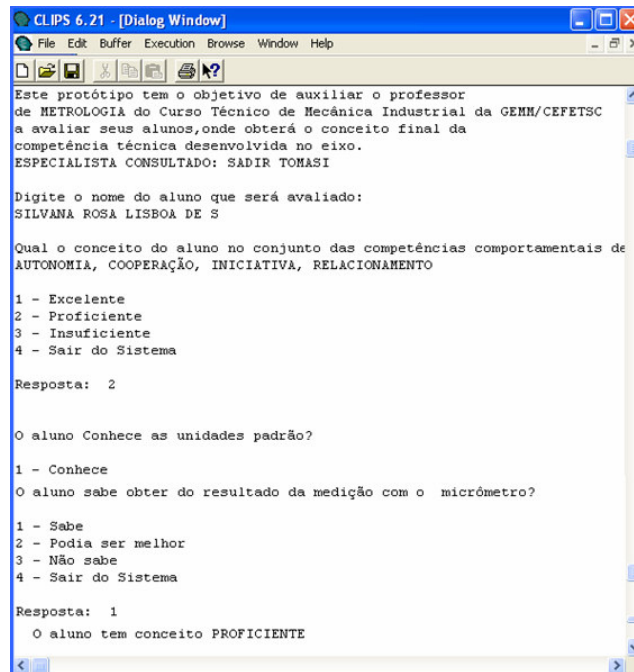 CLIPS 6.21 - [Dialog Window]
File Edit Buffer Execution Browse Window Help
Este protótipo tem o objetivo de auxiliar o professor
de METROLOGIA do Curso Técnico de Mecânica Industrial da GEMM/CEFETSC
a avaliar seus alunos,onde obterá o conceito final da
competência técnica desenvolvida no eixo.
ESPECIALISTA CONSULTADO: SADIR TOMASI
Digite o nome do aluno que será avaliado:
SILVANA ROSA LISBOA DE S
Qual o conceito do aluno no conjunto das competências comportamentais de
AUTONOMIA, COOPERAÇÃO, INICIATIVA, RELACIONAMENTO
1 - Excelente
2 - Proficiente
3 - Insuficiente
4 - Sair do Sistema
Resposta: 2
O aluno Conhece as unidades padrão?
1 - Conhece
O aluno sabe obter do resultado da medição com o micrômetro?
1 - Sabe
2 - Podia ser melhor
3 - Não sabe
4 - Sair do Sistema
Resposta: 1
O aluno tem conceito PROFICIENTE